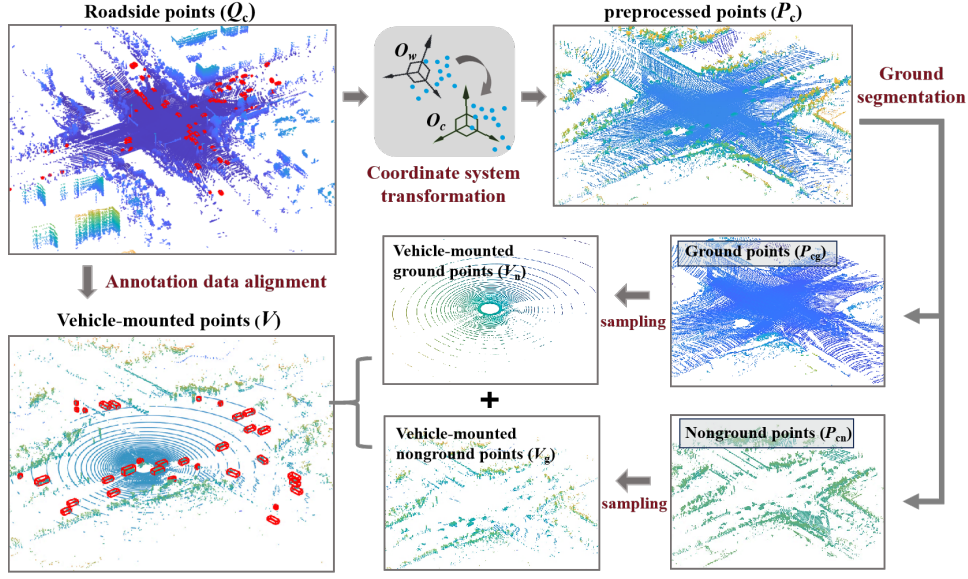 Roadside points (Qc)
preprocessed points (Pc)
Ow
Oc
Coordinate system
transformation
Ground
segmentation
Annotation data alignment
Vehicle-mounted
ground points (Vn)
sampling
Ground points (Pcg)
Vehicle-mounted points (V)
+
Vehicle-mounted
nonground points (Vg)
sampling
Nonground points (Pcn)